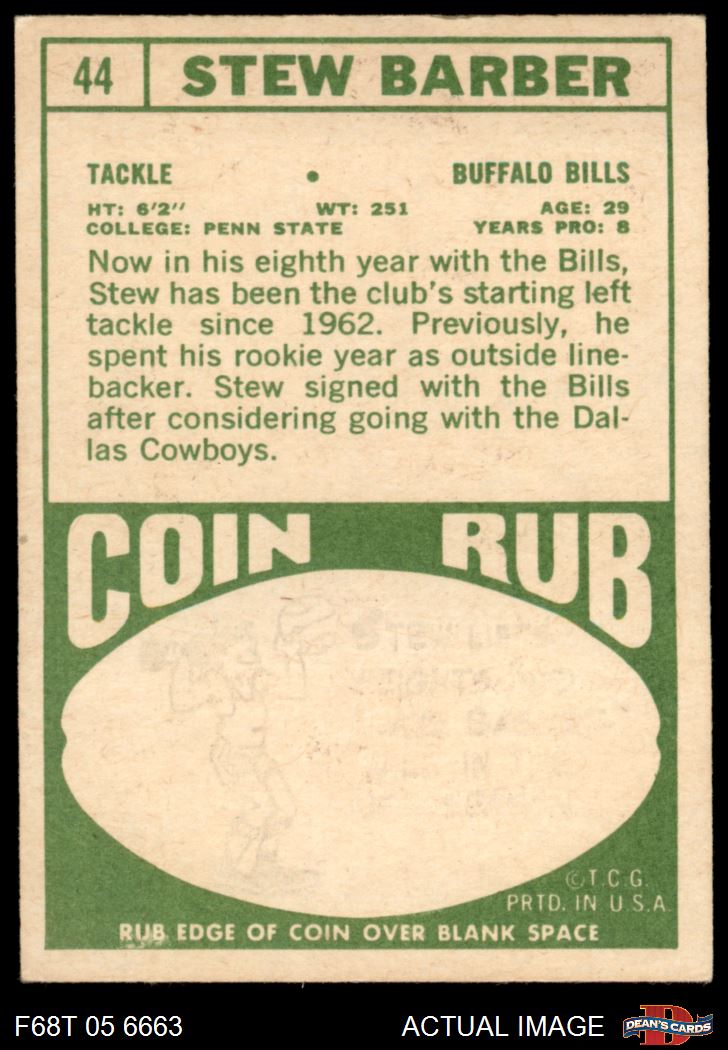 44 STEW BARBER
TACKLE • BUFFALO BILLS
HT: 6'2" WT: 251 AGE: 29
COLLEGE: PENN STATE YEARS PRO: 8
Now in his eighth year with the Bills,
Stew has been the club's starting left
tackle since 1962. Previously, he
spent his rookie year as outside line-
backer. Stew signed with the Bills
after considering going with the Dal-
las Cowboys.
COIN RUB
©T.C.G.
PRTD. IN U.S.A.
RUB EDGE OF COIN OVER BLANK SPACE
F68T 05 6663 ACTUAL IMAGE DEAN'S CARDS